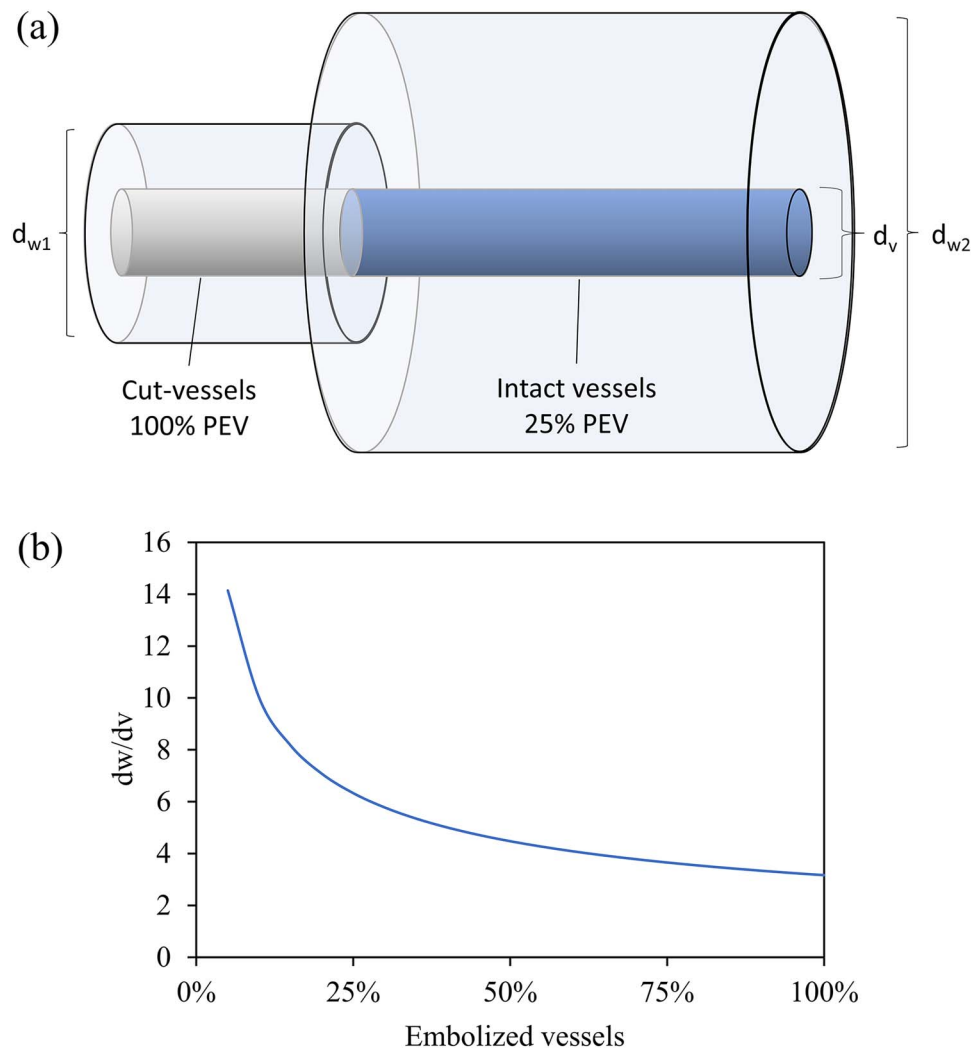 (a)
d_w1
d_v
d_w2
Cut-vessels
100% PEV
Intact vessels
25% PEV
(b)
16
14
12
10
8
6
4
2
0
dw/dv
0% 25% 50% 75% 100%
Embolized vessels